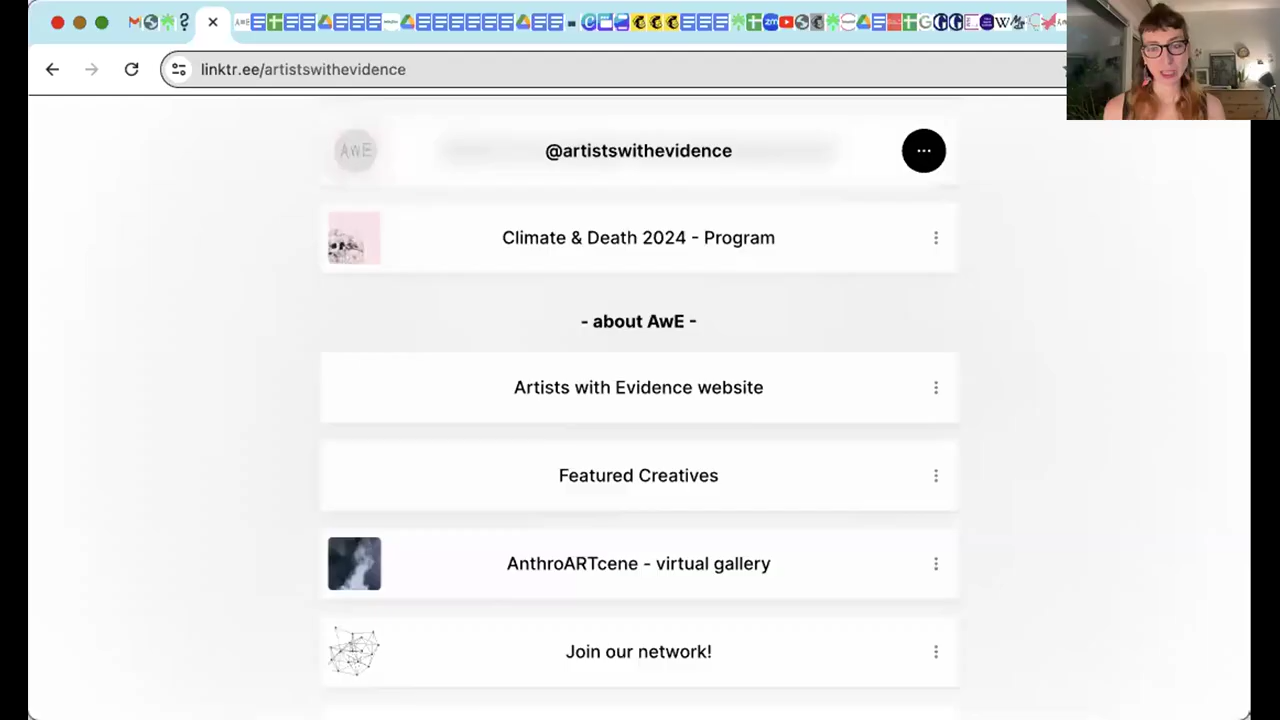 linktr.ee/artistswithevidence
AWE
@artistswithevidence
Climate & Death 2024 - Program
- about AwE -
Artists with Evidence website
Featured Creatives
AnthroARTcene - virtual gallery
Join our network!